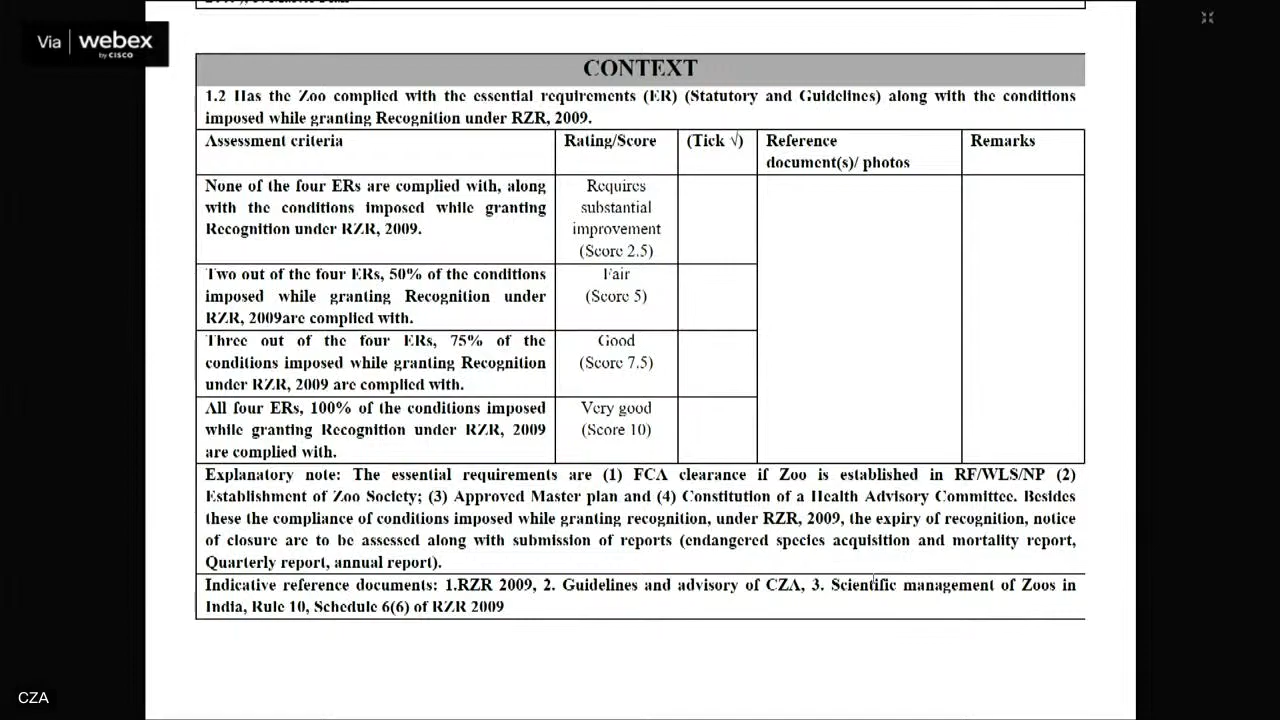 Via webex
by CISCO
CONTEXT
1.2 Has the Zoo complied with the essential requirements (ER) (Statutory and Guidelines) along with the conditions
imposed while granting Recognition under RZR, 2009.
Assessment criteria
Rating/Score
(Tick √)
Reference
document(s)/ photos
Remarks
None of the four ERs are complied with, along
with the conditions imposed while granting
Recognition under RZR, 2009.
Requires
substantial
improvement
(Score 2.5)
Two out of the four ERs, 50% of the conditions
imposed while granting Recognition under
RZR, 2009are complied with.
Fair
(Score 5)
Three out of the four ERs, 75% of the
conditions imposed while granting Recognition
under RZR, 2009 are complied with.
Good
(Score 7.5)
All four ERs, 100% of the conditions imposed
while granting Recognition under RZR, 2009
are complied with.
Very good
(Score 10)
Explanatory note: The essential requirements are (1) FCA clearance if Zoo is established in RF/WLS/NP (2)
Establishment of Zoo Society; (3) Approved Master plan and (4) Constitution of a Health Advisory Committee. Besides
these the compliance of conditions imposed while granting recognition, under RZR, 2009, the expiry of recognition, notice
of closure are to be assessed along with submission of reports (endangered species acquisition and mortality report,
Quarterly report, annual report).
Indicative reference documents: 1.RZR 2009, 2. Guidelines and advisory of CZA, 3. Scientific management of Zoos in
India, Rule 10, Schedule 6(6) of RZR 2009
CZA